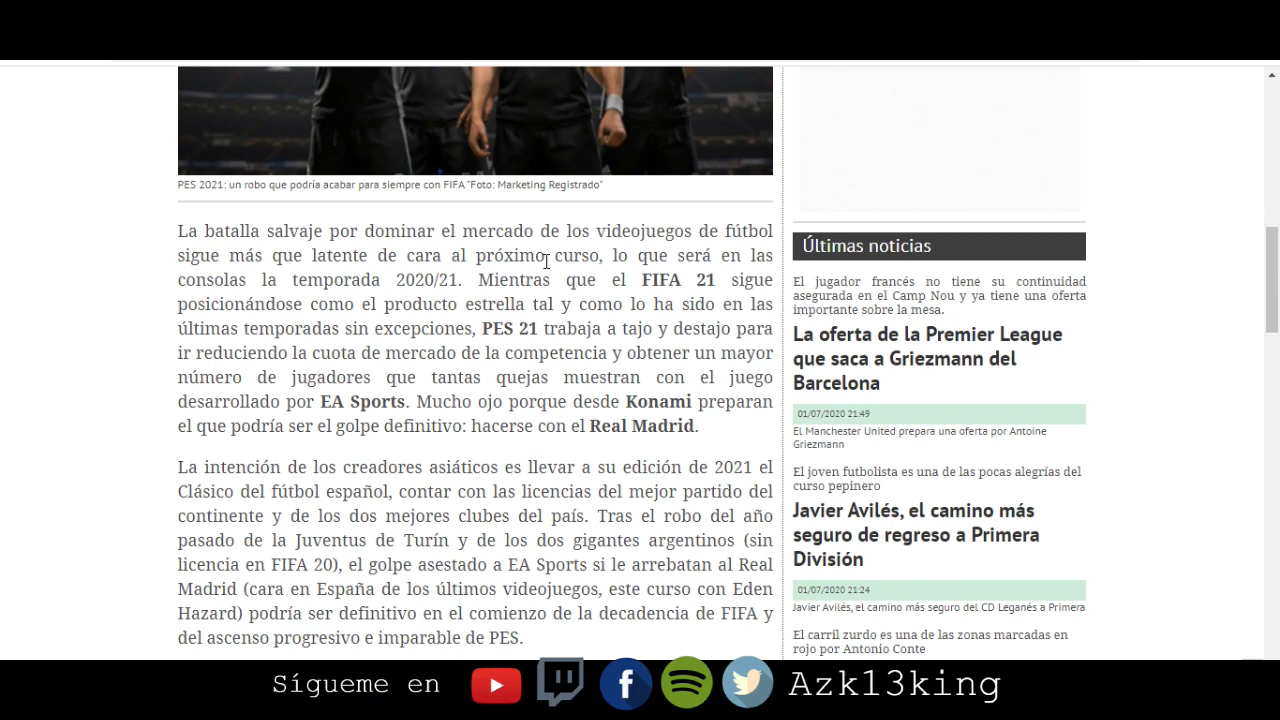 PES 2021: un robo que podría acabar para siempre con FIFA "Foto: Marketing Registrado"
La batalla salvaje por dominar el mercado de los videojuegos de fútbol
sigue más que latente de cara al próximo curso, lo que será en las
consolas la temporada 2020/21. Mientras que el FIFA 21 sigue
posicionándose como el producto estrella tal y como lo ha sido en las
últimas temporadas sin excepciones, PES 21 trabaja a tajo y destajo para
ir reduciendo la cuota de mercado de la competencia y obtener un mayor
número de jugadores que tantas quejas muestran con el juego
desarrollado por EA Sports. Mucho ojo porque desde Konami preparan
el que podría ser el golpe definitivo: hacerse con el Real Madrid.
La intención de los creadores asiáticos es llevar a su edición de 2021 el
Clásico del fútbol español, contar con las licencias del mejor partido del
continente y de los dos mejores clubes del país. Tras el robo del año
pasado de la Juventus de Turín y de los dos gigantes argentinos (sin
licencia en FIFA 20), el golpe asestado a EA Sports si le arrebatan al Real
Madrid (cara en España de los últimos videojuegos, este curso con Eden
Hazard) podría ser definitivo en el comienzo de la decadencia de FIFA y
del ascenso progresivo e imparable de PES.
Últimas noticias
El jugador francés no tiene su continuidad
asegurada en el Camp Nou y ya tiene una oferta
importante sobre la mesa.
La oferta de la Premier League
que saca a Griezmann del
Barcelona
01/07/2020 21:49
El Manchester United prepara una oferta por Antoine
Griezmann
El joven futbolista es una de las pocas alegrías del
curso pepinero
Javier Avilés, el camino más
seguro de regreso a Primera
División
01/07/2020 21:24
Javier Avilés, el camino más seguro del CD Leganés a Primera
El carril zurdo es una de las zonas marcadas en
rojo por Antonio Conte
Sígueme en
Azk13king